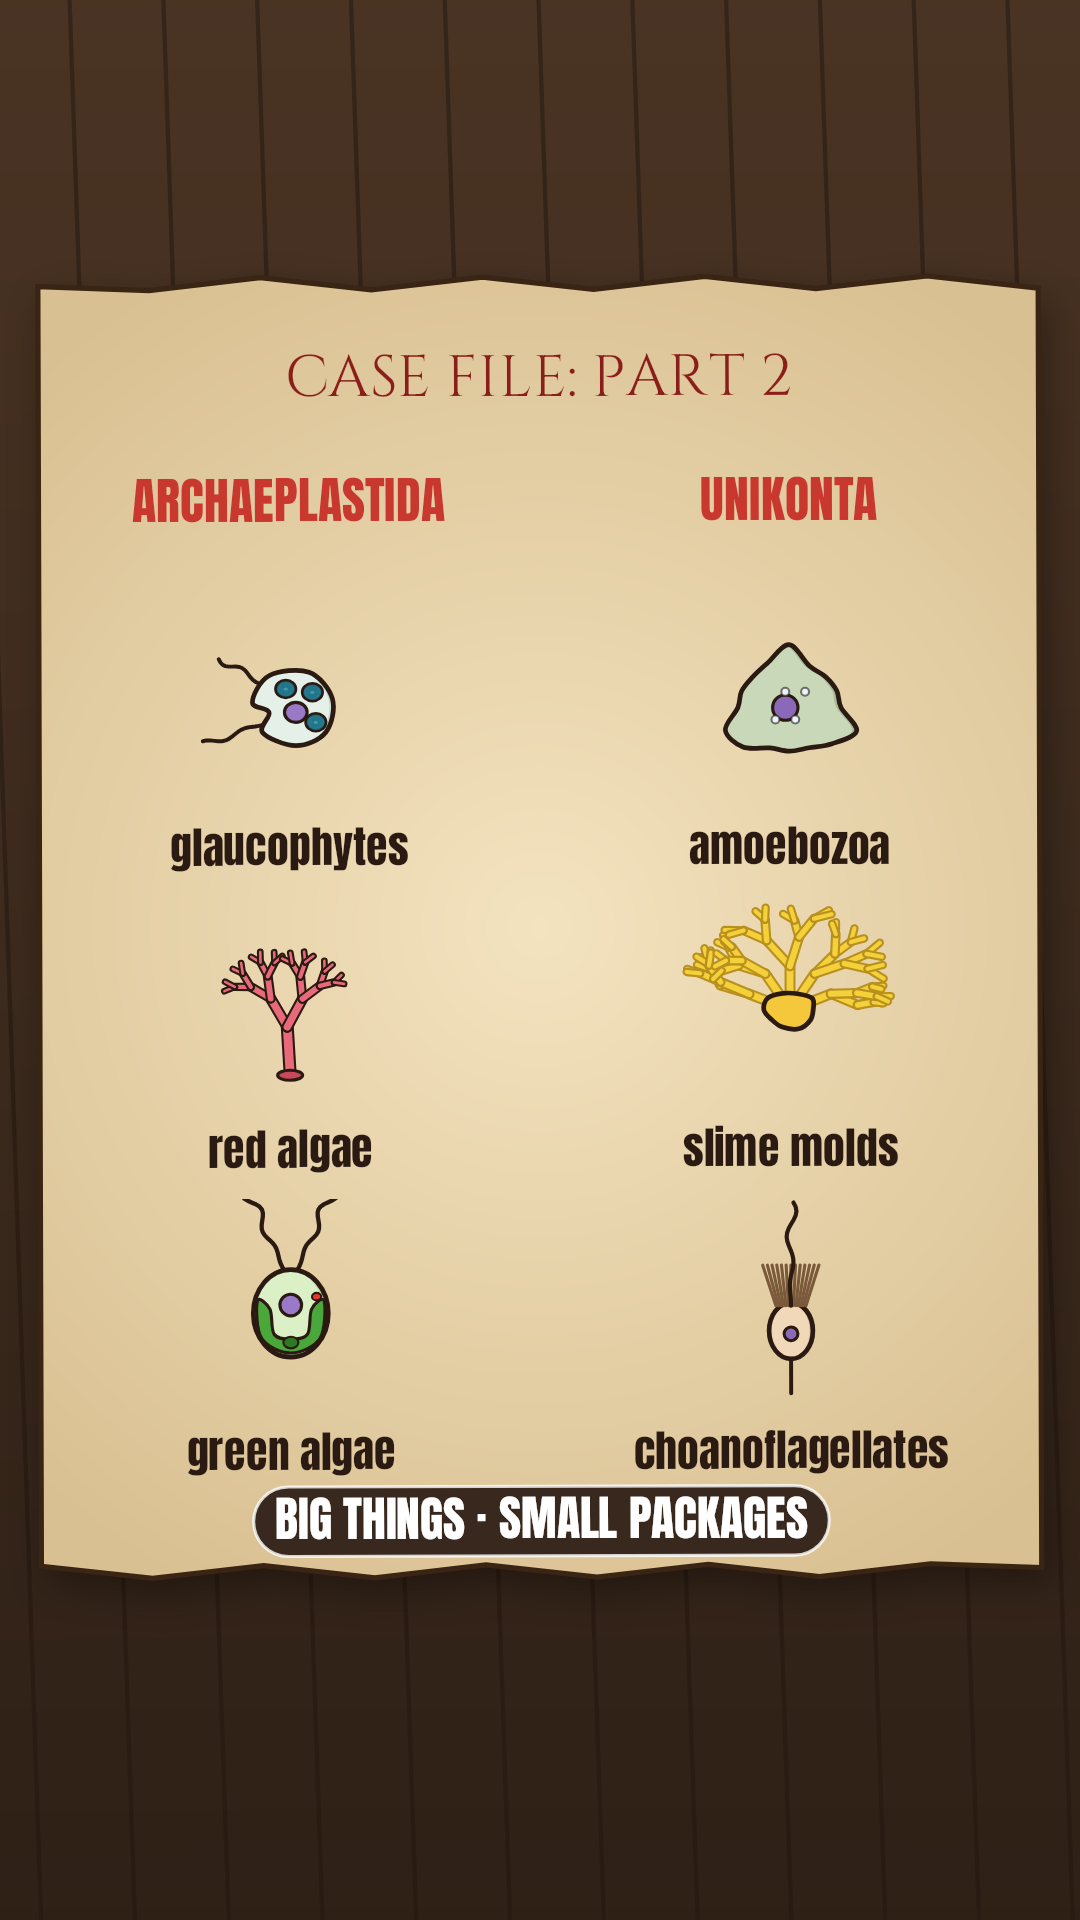 CASE FILE: PART 2
ARCHAEPLASTIDA
UNIKONTA
glaucophytes
amoebozoa
red algae
slime molds
green algae
choanoflagellates
BIG THINGS · SMALL PACKAGES